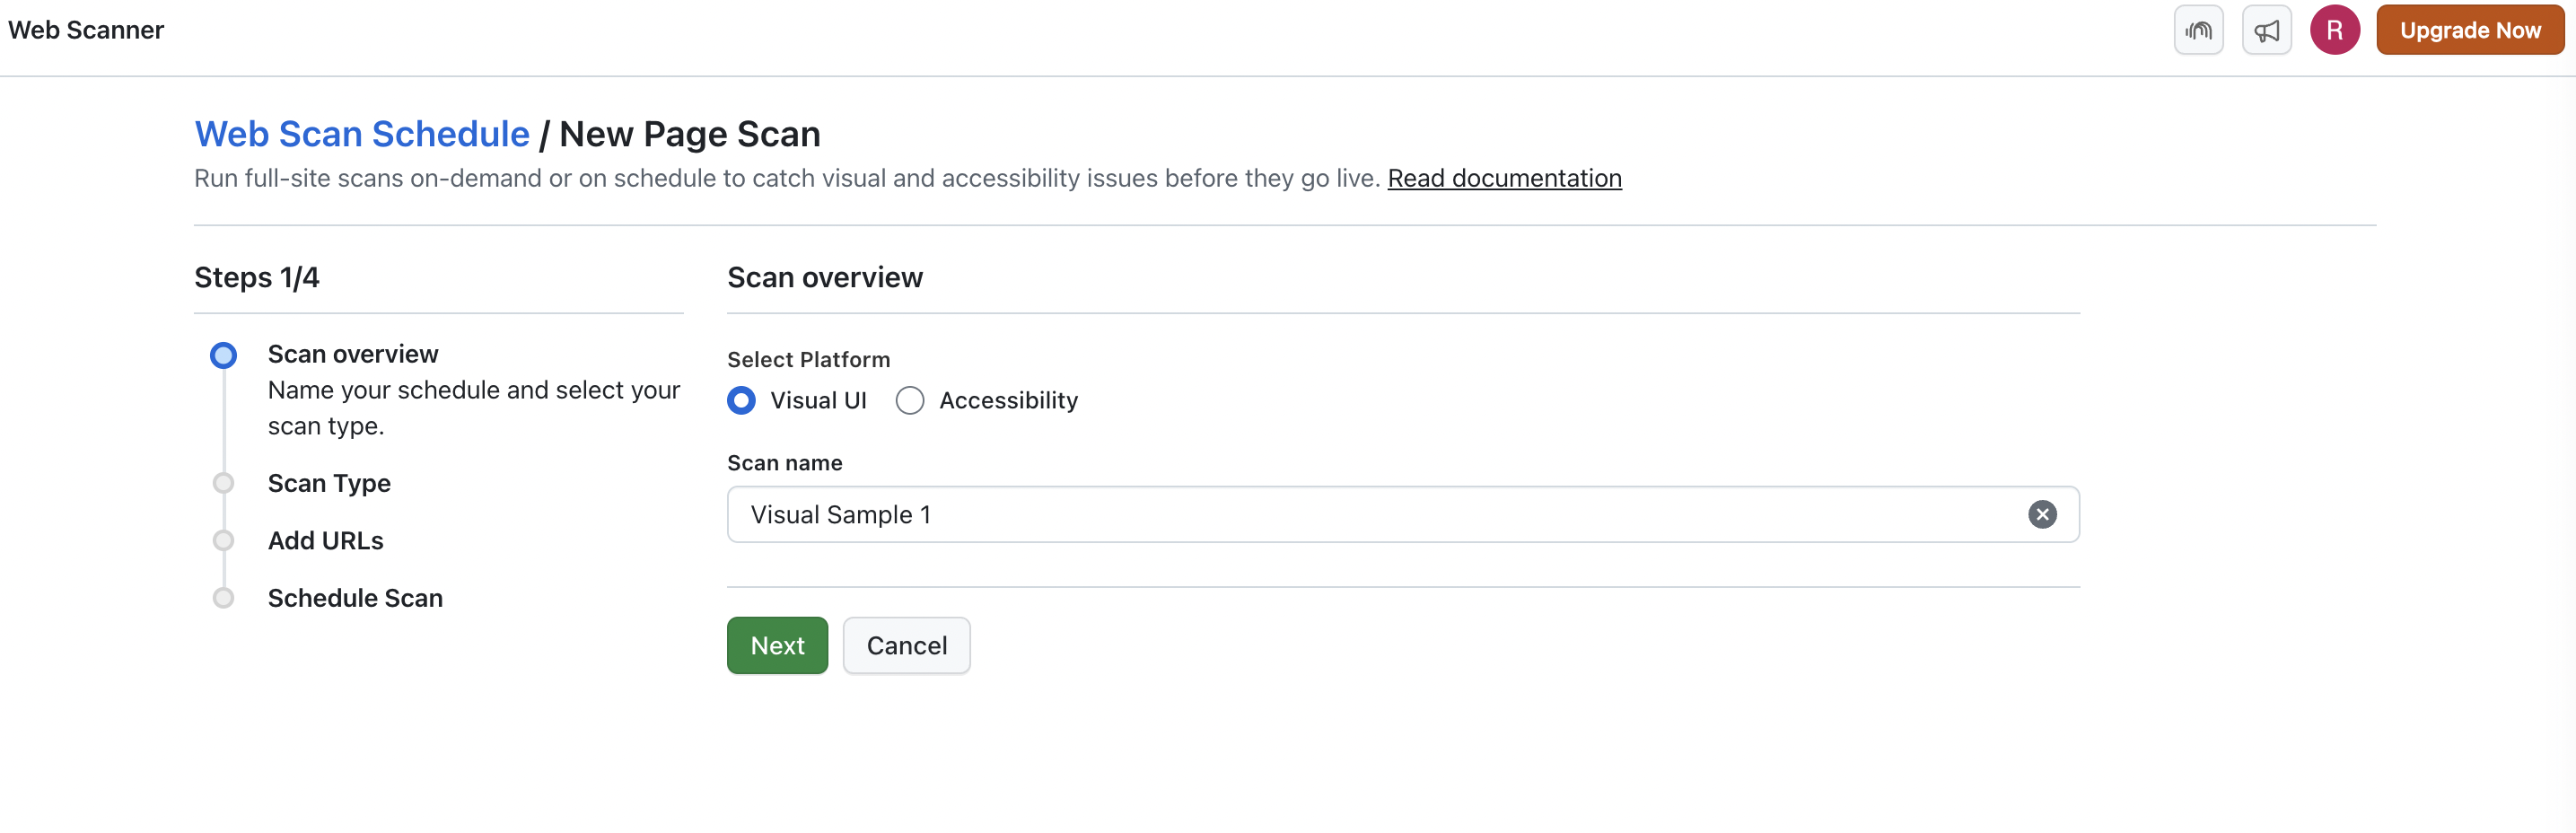 Web Scanner
R
Upgrade Now
Web Scan Schedule / New Page Scan
Run full-site scans on-demand or on schedule to catch visual and accessibility issues before they go live. Read documentation
Steps 1/4
Scan overview
Name your schedule and select your
scan type.
Scan Type
Add URLs
Schedule Scan
Scan overview
Select Platform
Visual UI
Accessibility
Scan name
Visual Sample 1
Next
Cancel